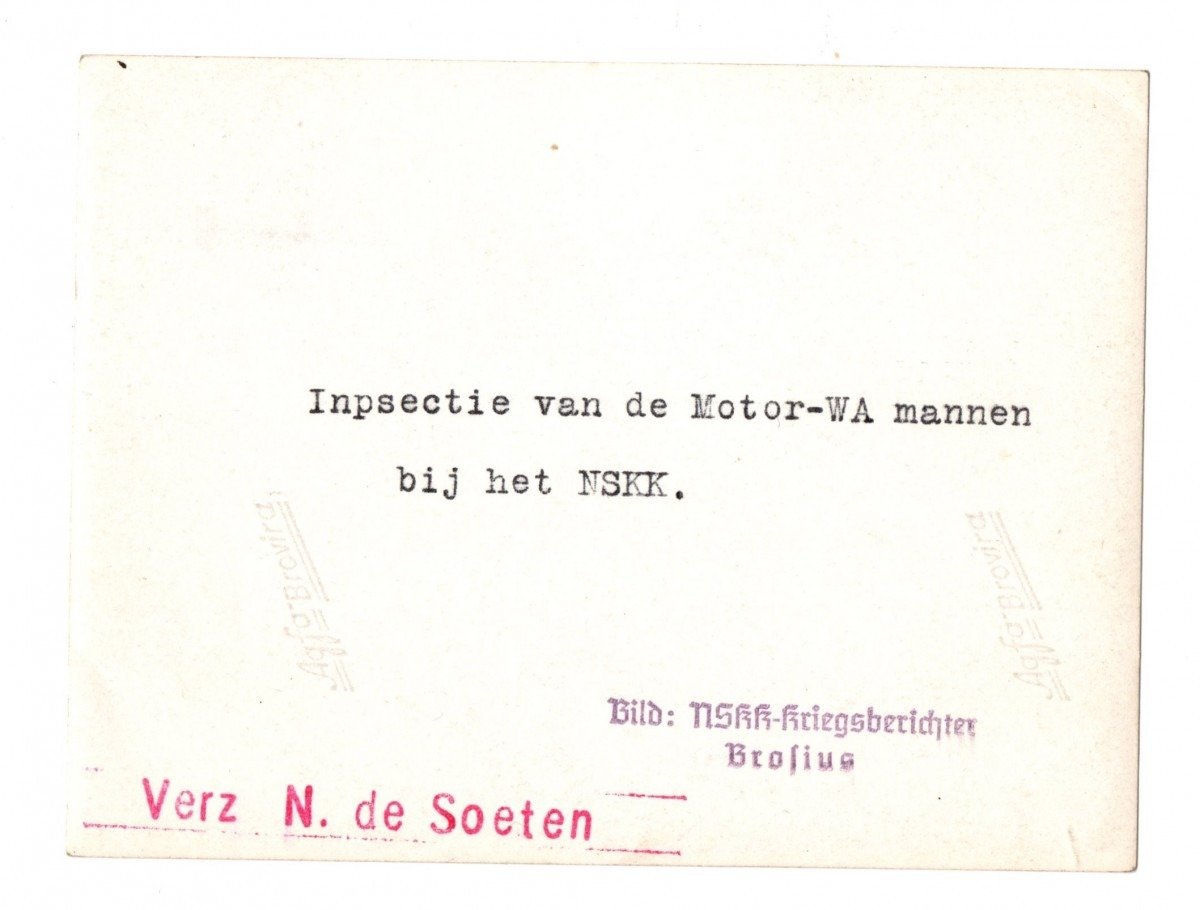 Inpsectie van de Motor-WA mannen
bij het NSKK.
Agfa-Brovira
Agfa-Brovira
Bild: NSKK-Kriegsberichter
Broſius
Verz N. de Soeten